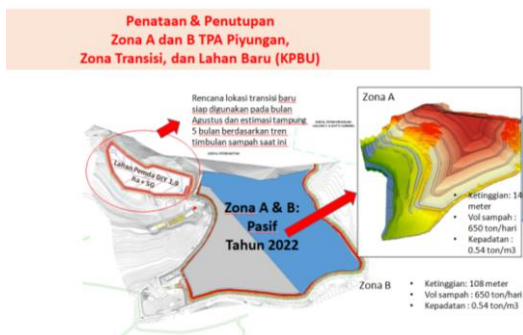 Penataan & Penutupan
Zona A dan B TPA Piyungan,
Zona Transisi, dan Lahan Baru (KPBU)
Rencana lokasi transisi baru
siap digunakan pada bulan
Agustus dan estimasi tampung
5 bulan berdasarkan tren
timbulan sampah saat ini
Lahan Pemda DIY 1,9
Ha + SG
Zona A & B:
Pasif
Tahun 2022
Zona A
• Ketinggian: 14
meter
• Vol sampah :
650 ton/hari
• Kepadatan :
0.54 ton/m3
Zona B
• Ketinggian: 108 meter
• Vol sampah : 650 ton/hari
• Kepadatan : 0.54 ton/m3